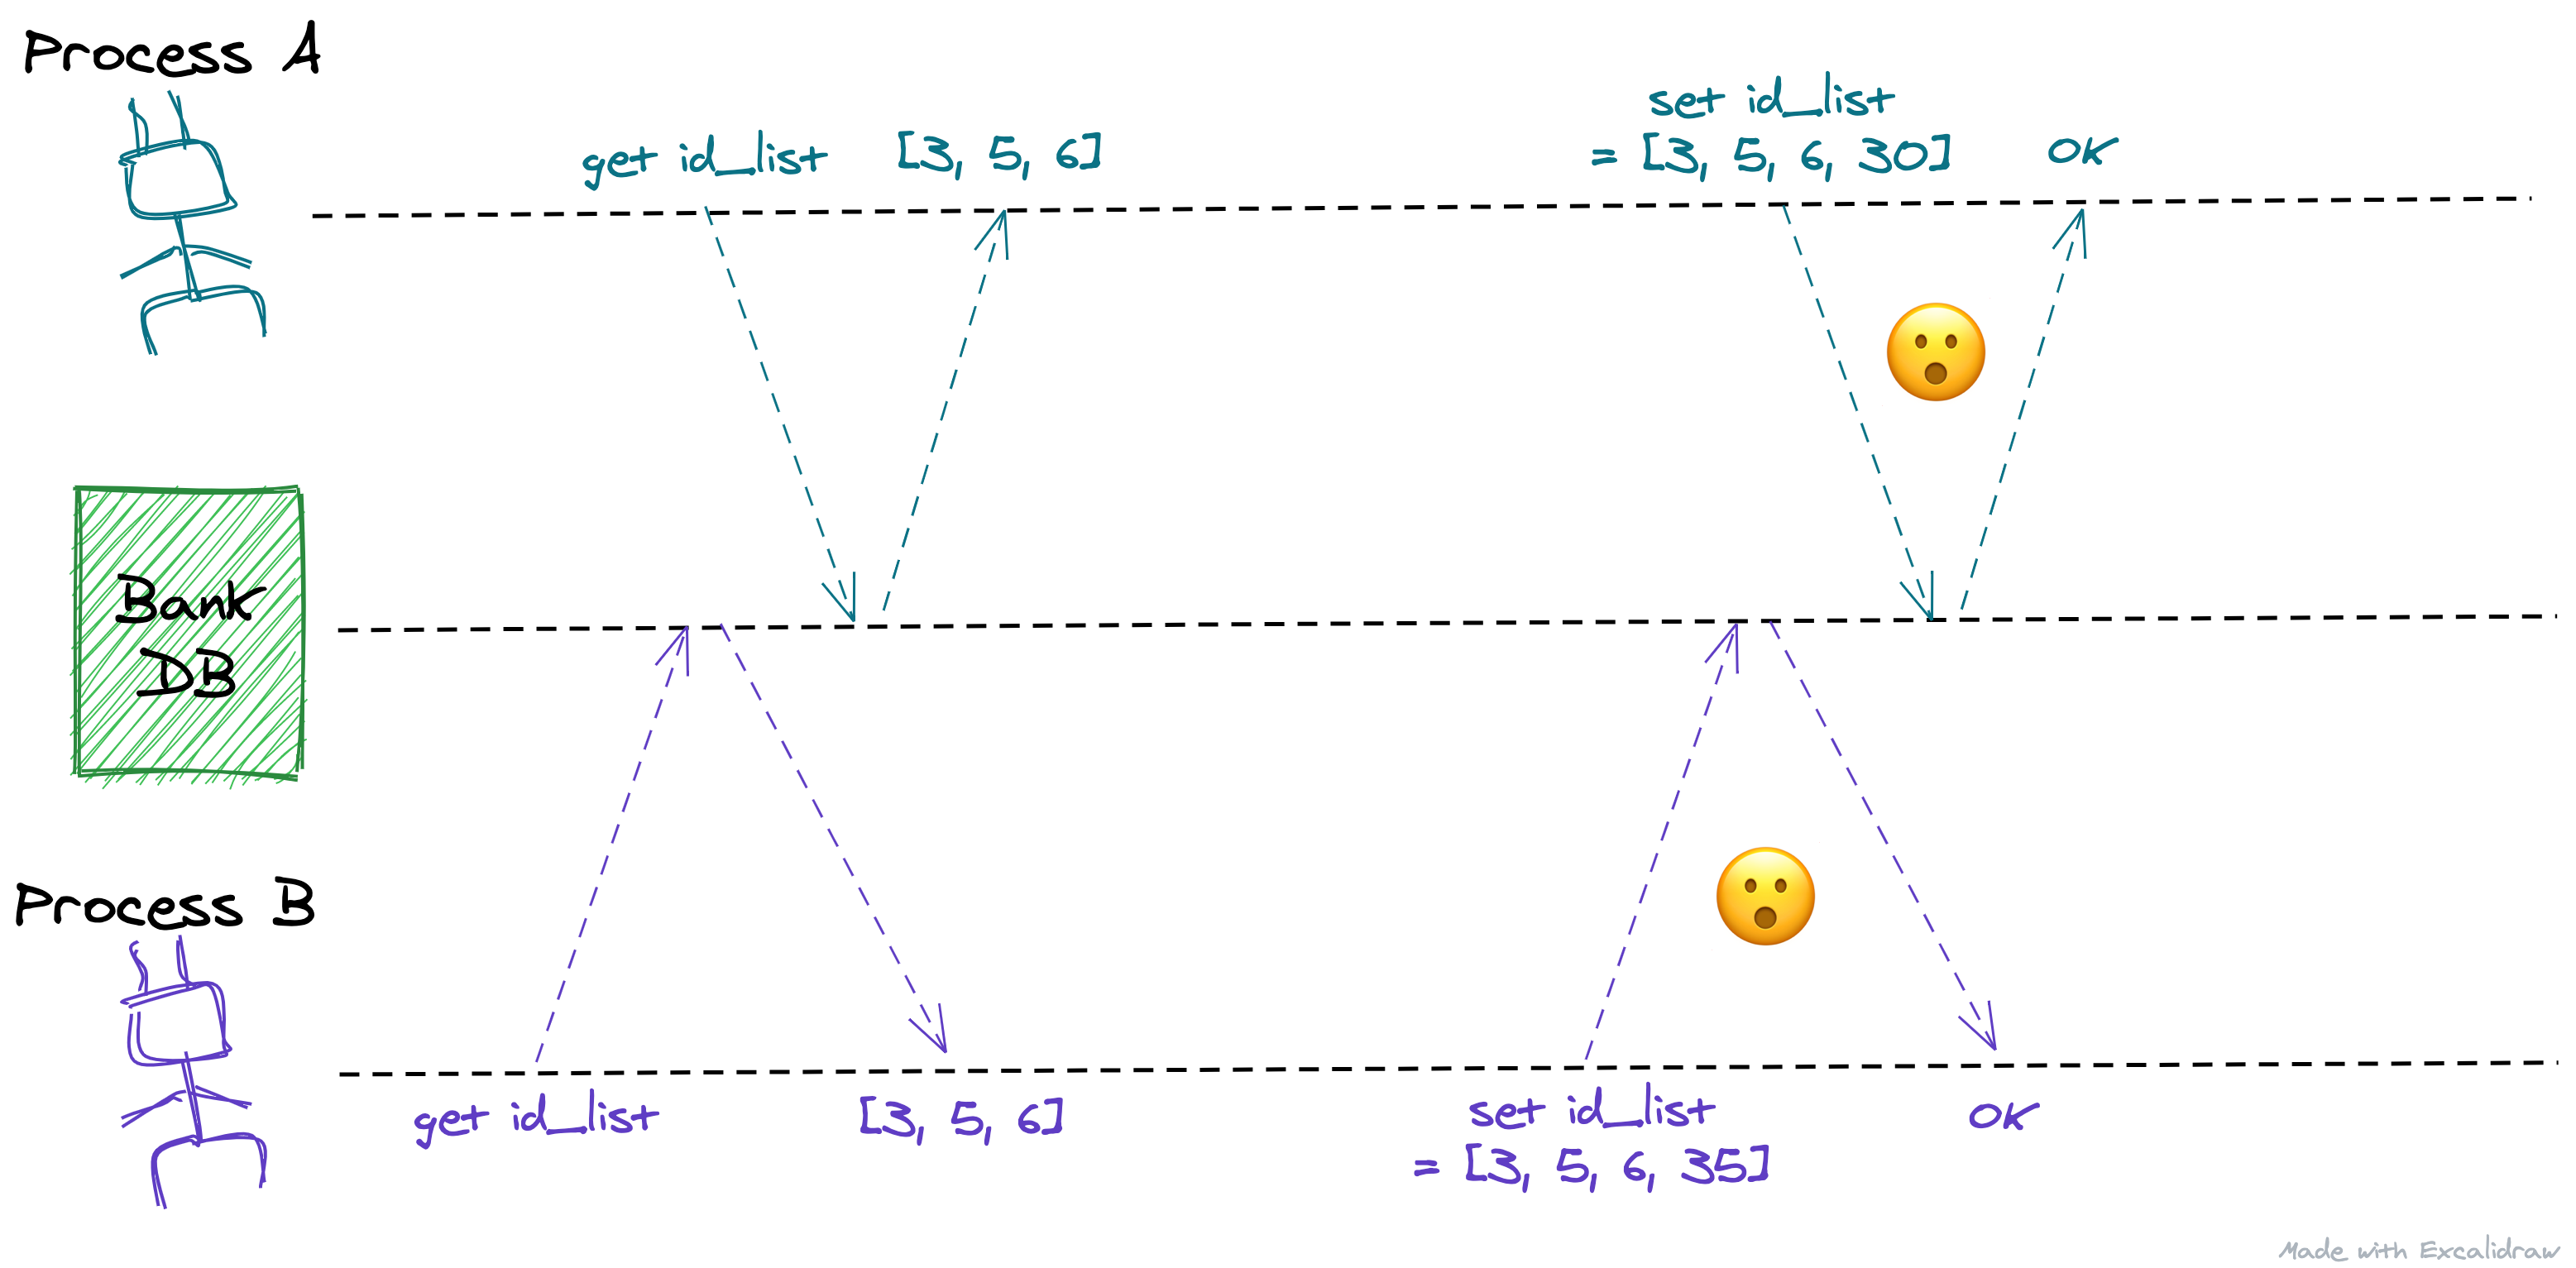 Process A
get id_list
[3, 5, 6]
set id_list
= [3, 5, 6, 30]
OK
Bank
DB
Process B
get id_list
[3, 5, 6]
set id_list
= [3, 5, 6, 35]
OK
Made with Excalidraw